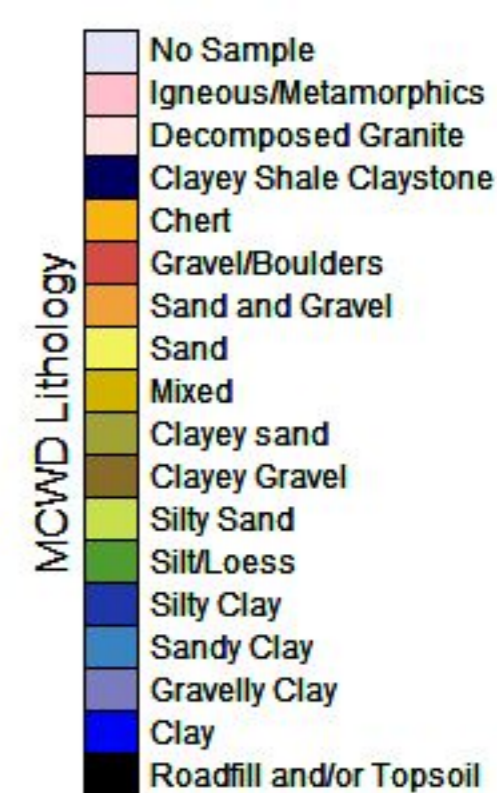 MCWD Lithology
No Sample
Igneous/Metamorphics
Decomposed Granite
Clayey Shale Claystone
Chert
Gravel/Boulders
Sand and Gravel
Sand
Mixed
Clayey sand
Clayey Gravel
Silty Sand
Silt/Loess
Silty Clay
Sandy Clay
Gravelly Clay
Clay
Roadfill and/or Topsoil